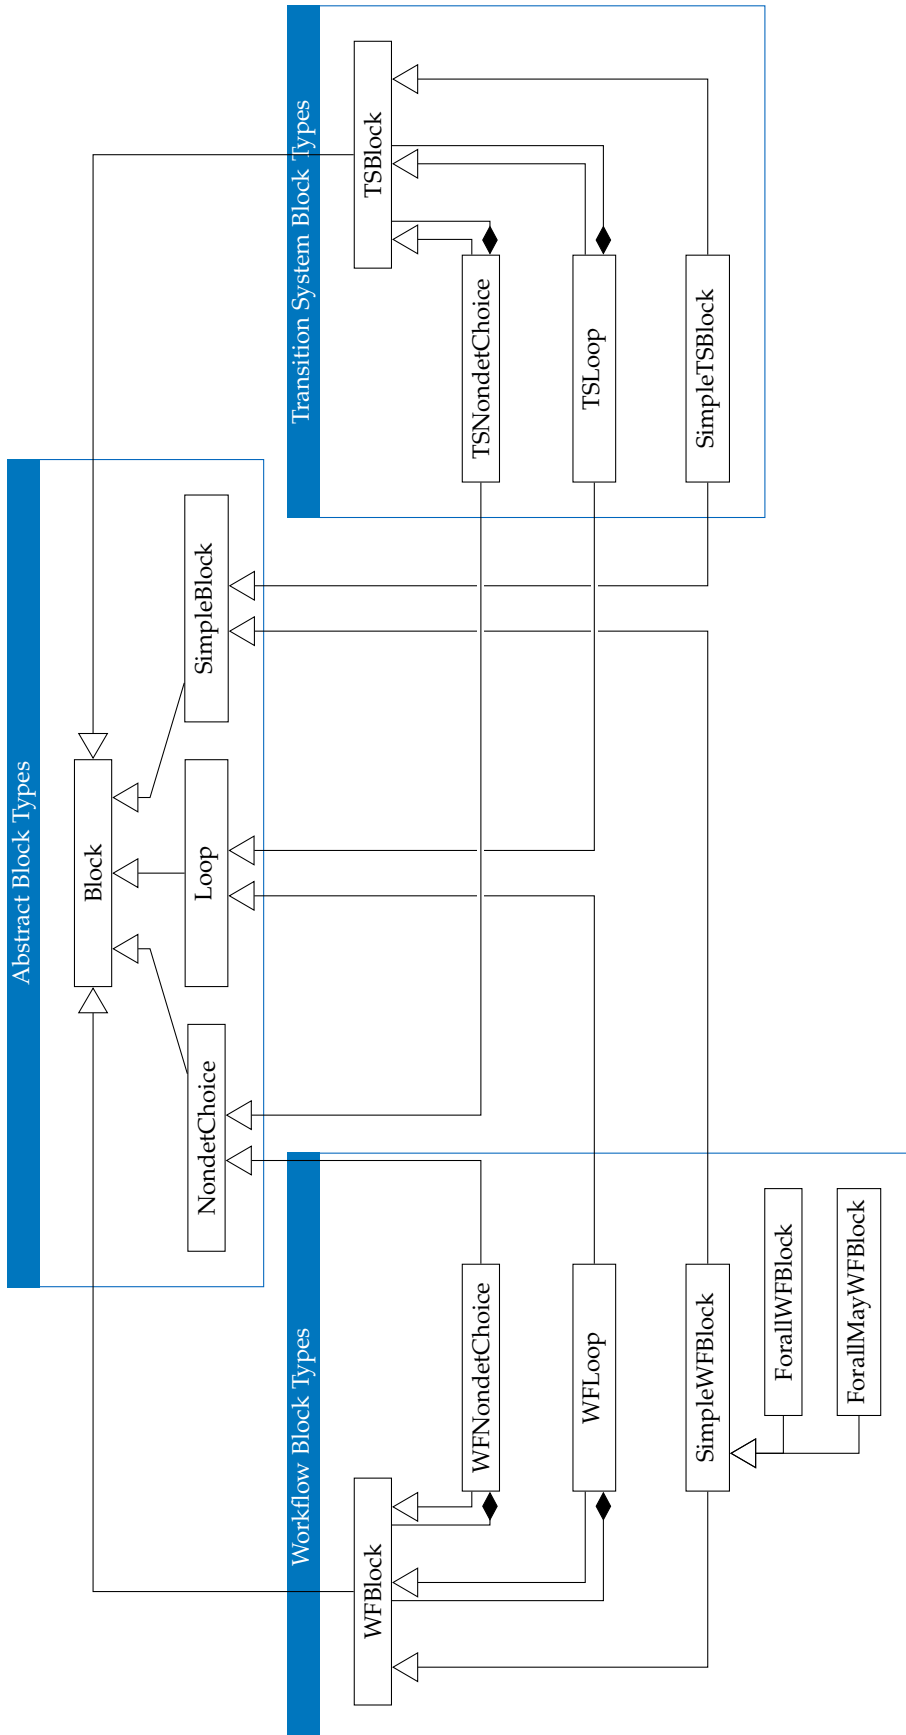 Abstract Block Types
Block
NondetChoice
Loop
SimpleBlock
Workflow Block Types
WFBlock
WFNondetChoice
WFLoop
SimpleWFBlock
ForallWFBlock
ForallMayWFBlock
Transition System Block Types
TSBlock
TSNondetChoice
TSLoop
SimpleTSBlock